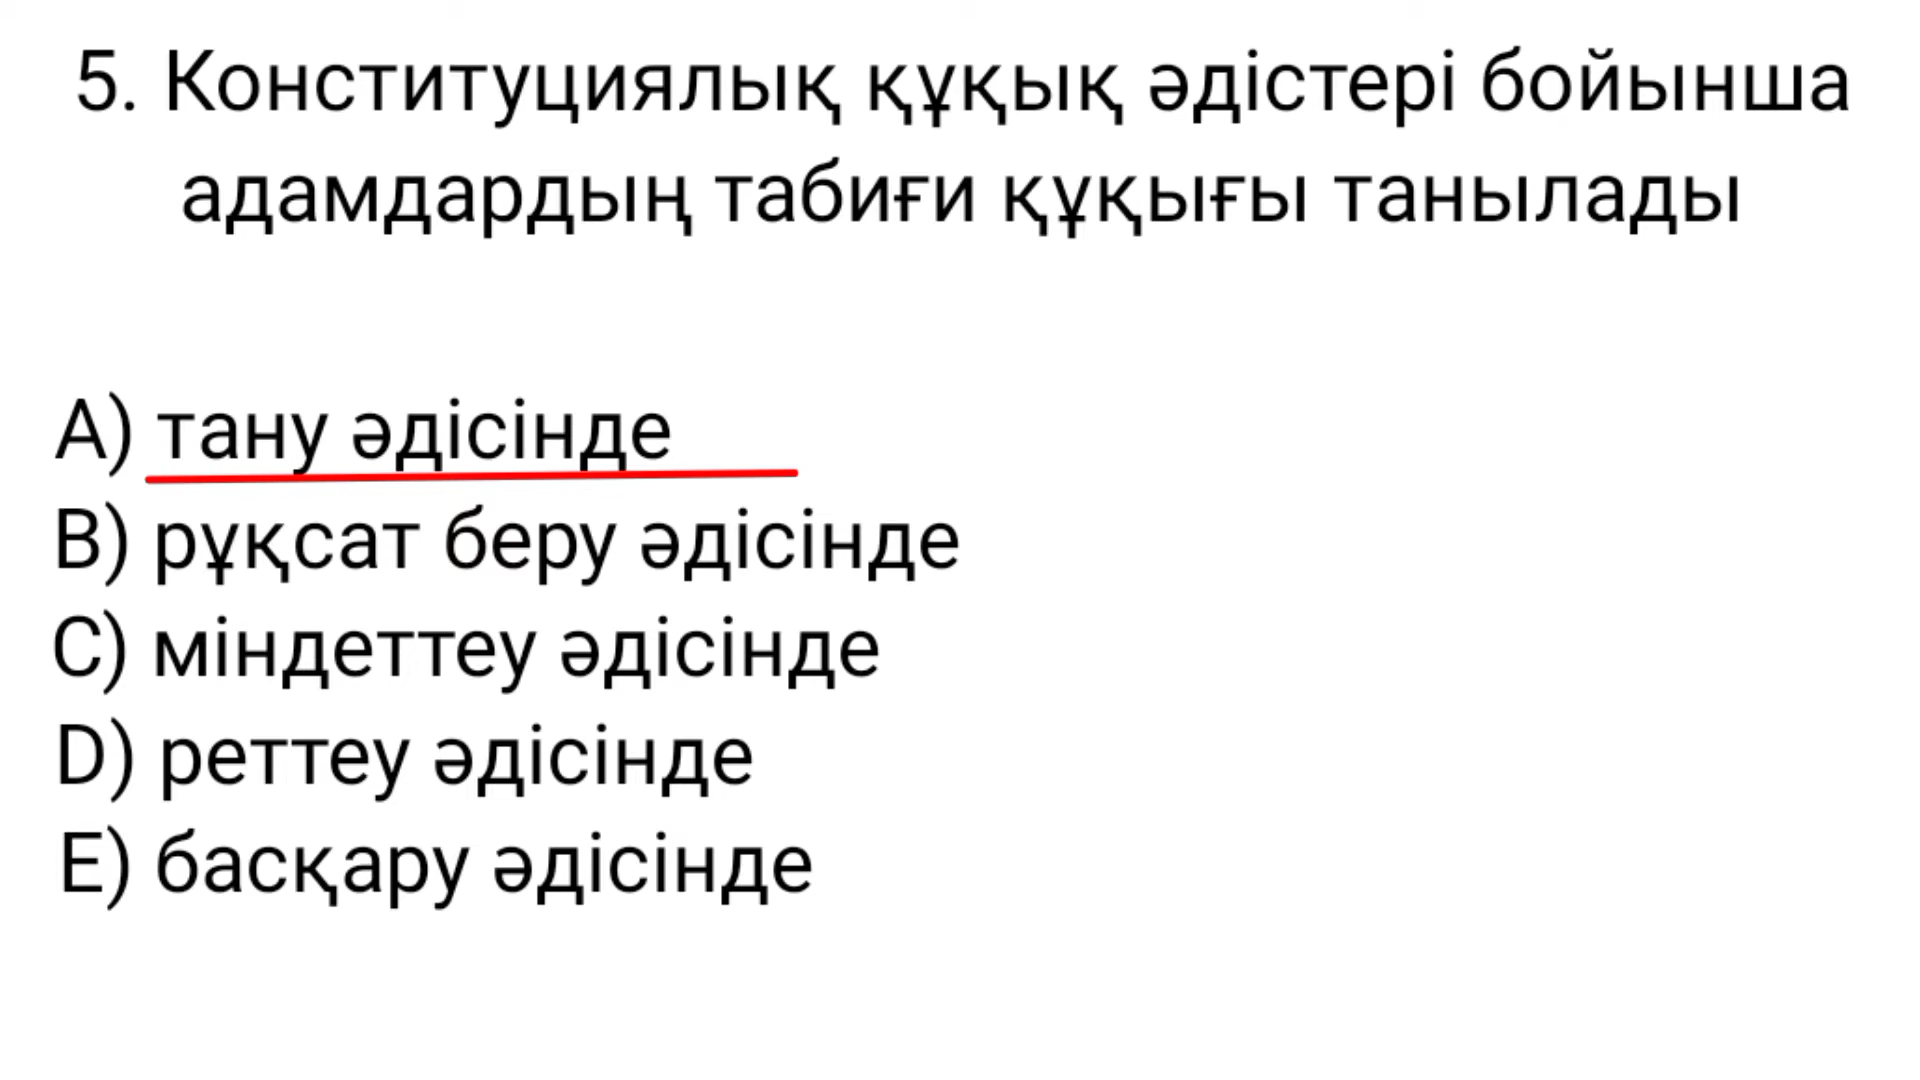 5. Конституциялық құқық әдістері бойынша
адамдардың табиғи құқығы танылады
A) тану әдісінде
B) рұқсат беру әдісінде
C) міндеттеу әдісінде
D) реттеу әдісінде
E) басқару әдісінде